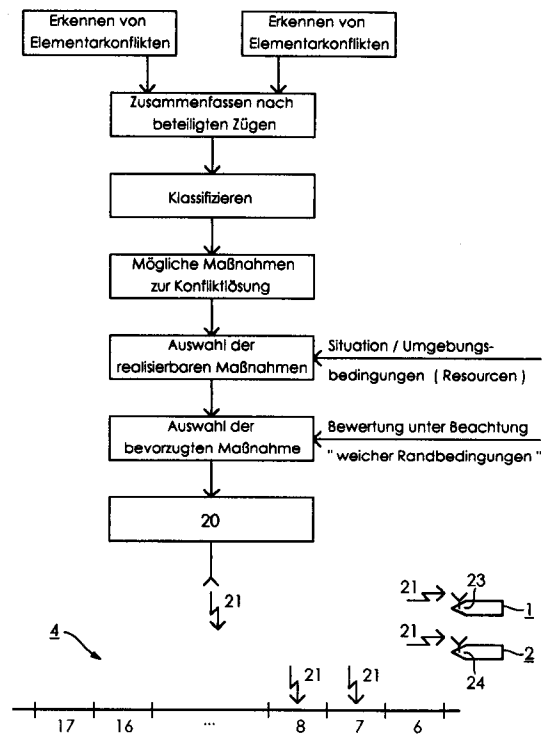 Erkennen von
Elementarkonflikten
Erkennen von
Elementarkonflikten
Zusammenfassen nach
beteiligten Zügen
Klassifizieren
Mögliche Maßnahmen
zur Konfliktlösung
Auswahl der
realisierbaren Maßnahmen
Situation / Umgebungs-
bedingungen ( Resourcen )
Auswahl der
bevorzugten Maßnahme
Bewertung unter Beachtung
" weicher Randbedingungen "
20
21
21
23
1
21
24
2
4
21
21
17
16
...
8
7
6